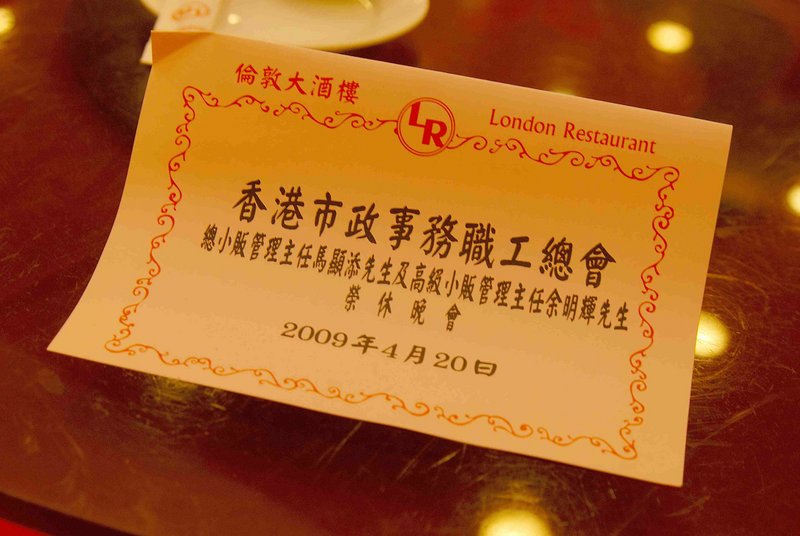 倫敦大酒樓
LR
London Restaurant
香港市政事務職工總會
總小販管理主任馬顯添先生及高級小販管理主任余明輝先生
榮休晚會
2009年4月20日